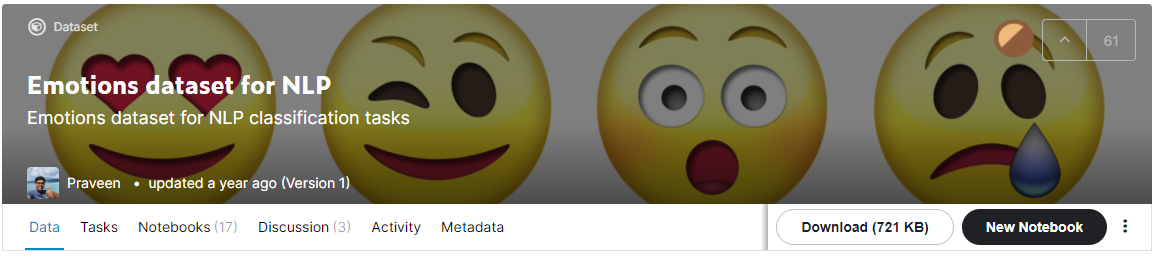 Dataset
61
Emotions dataset for NLP
Emotions dataset for NLP classification tasks
Praveen • updated a year ago (Version 1)
Data Tasks Notebooks (17) Discussion (3) Activity Metadata Download (721 KB) New Notebook